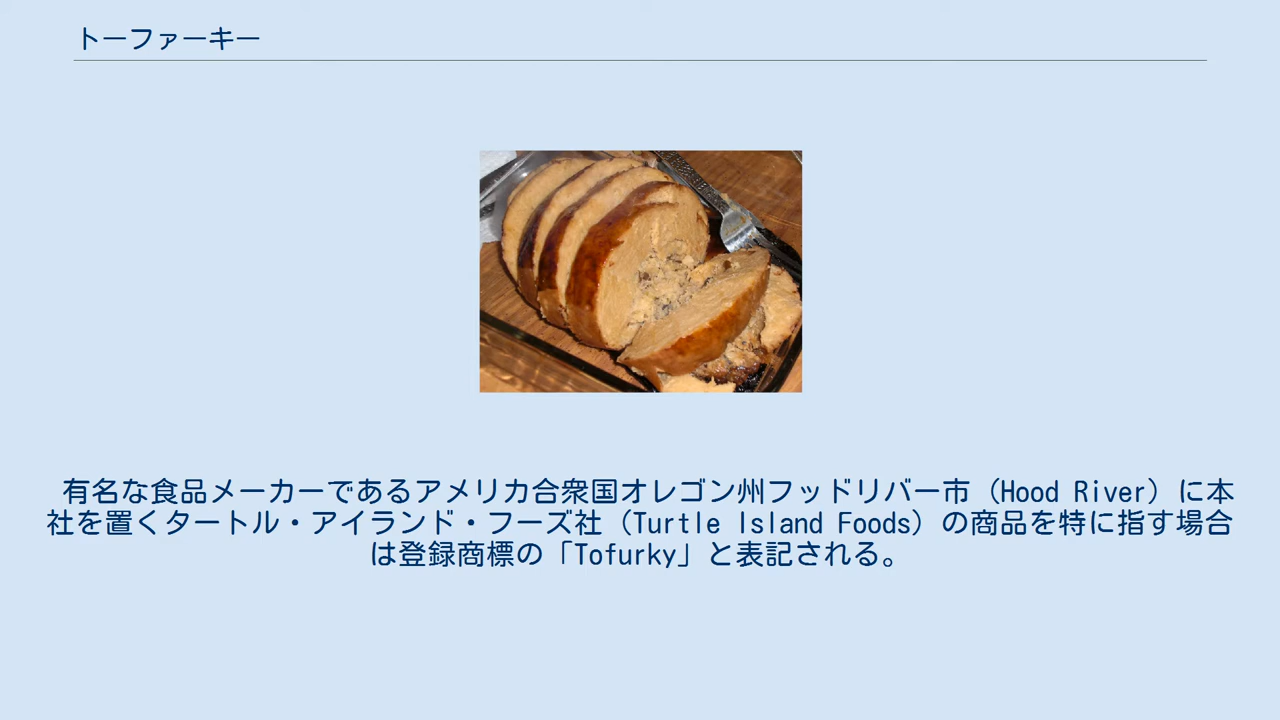 トーファーキー
有名な食品メーカーであるアメリカ合衆国オレゴン州フッドリバー市（Hood River）に本
社を置くタートル・アイランド・フーズ社（Turtle Island Foods）の商品を特に指す場合
は登録商標の「Tofurky」と表記される。